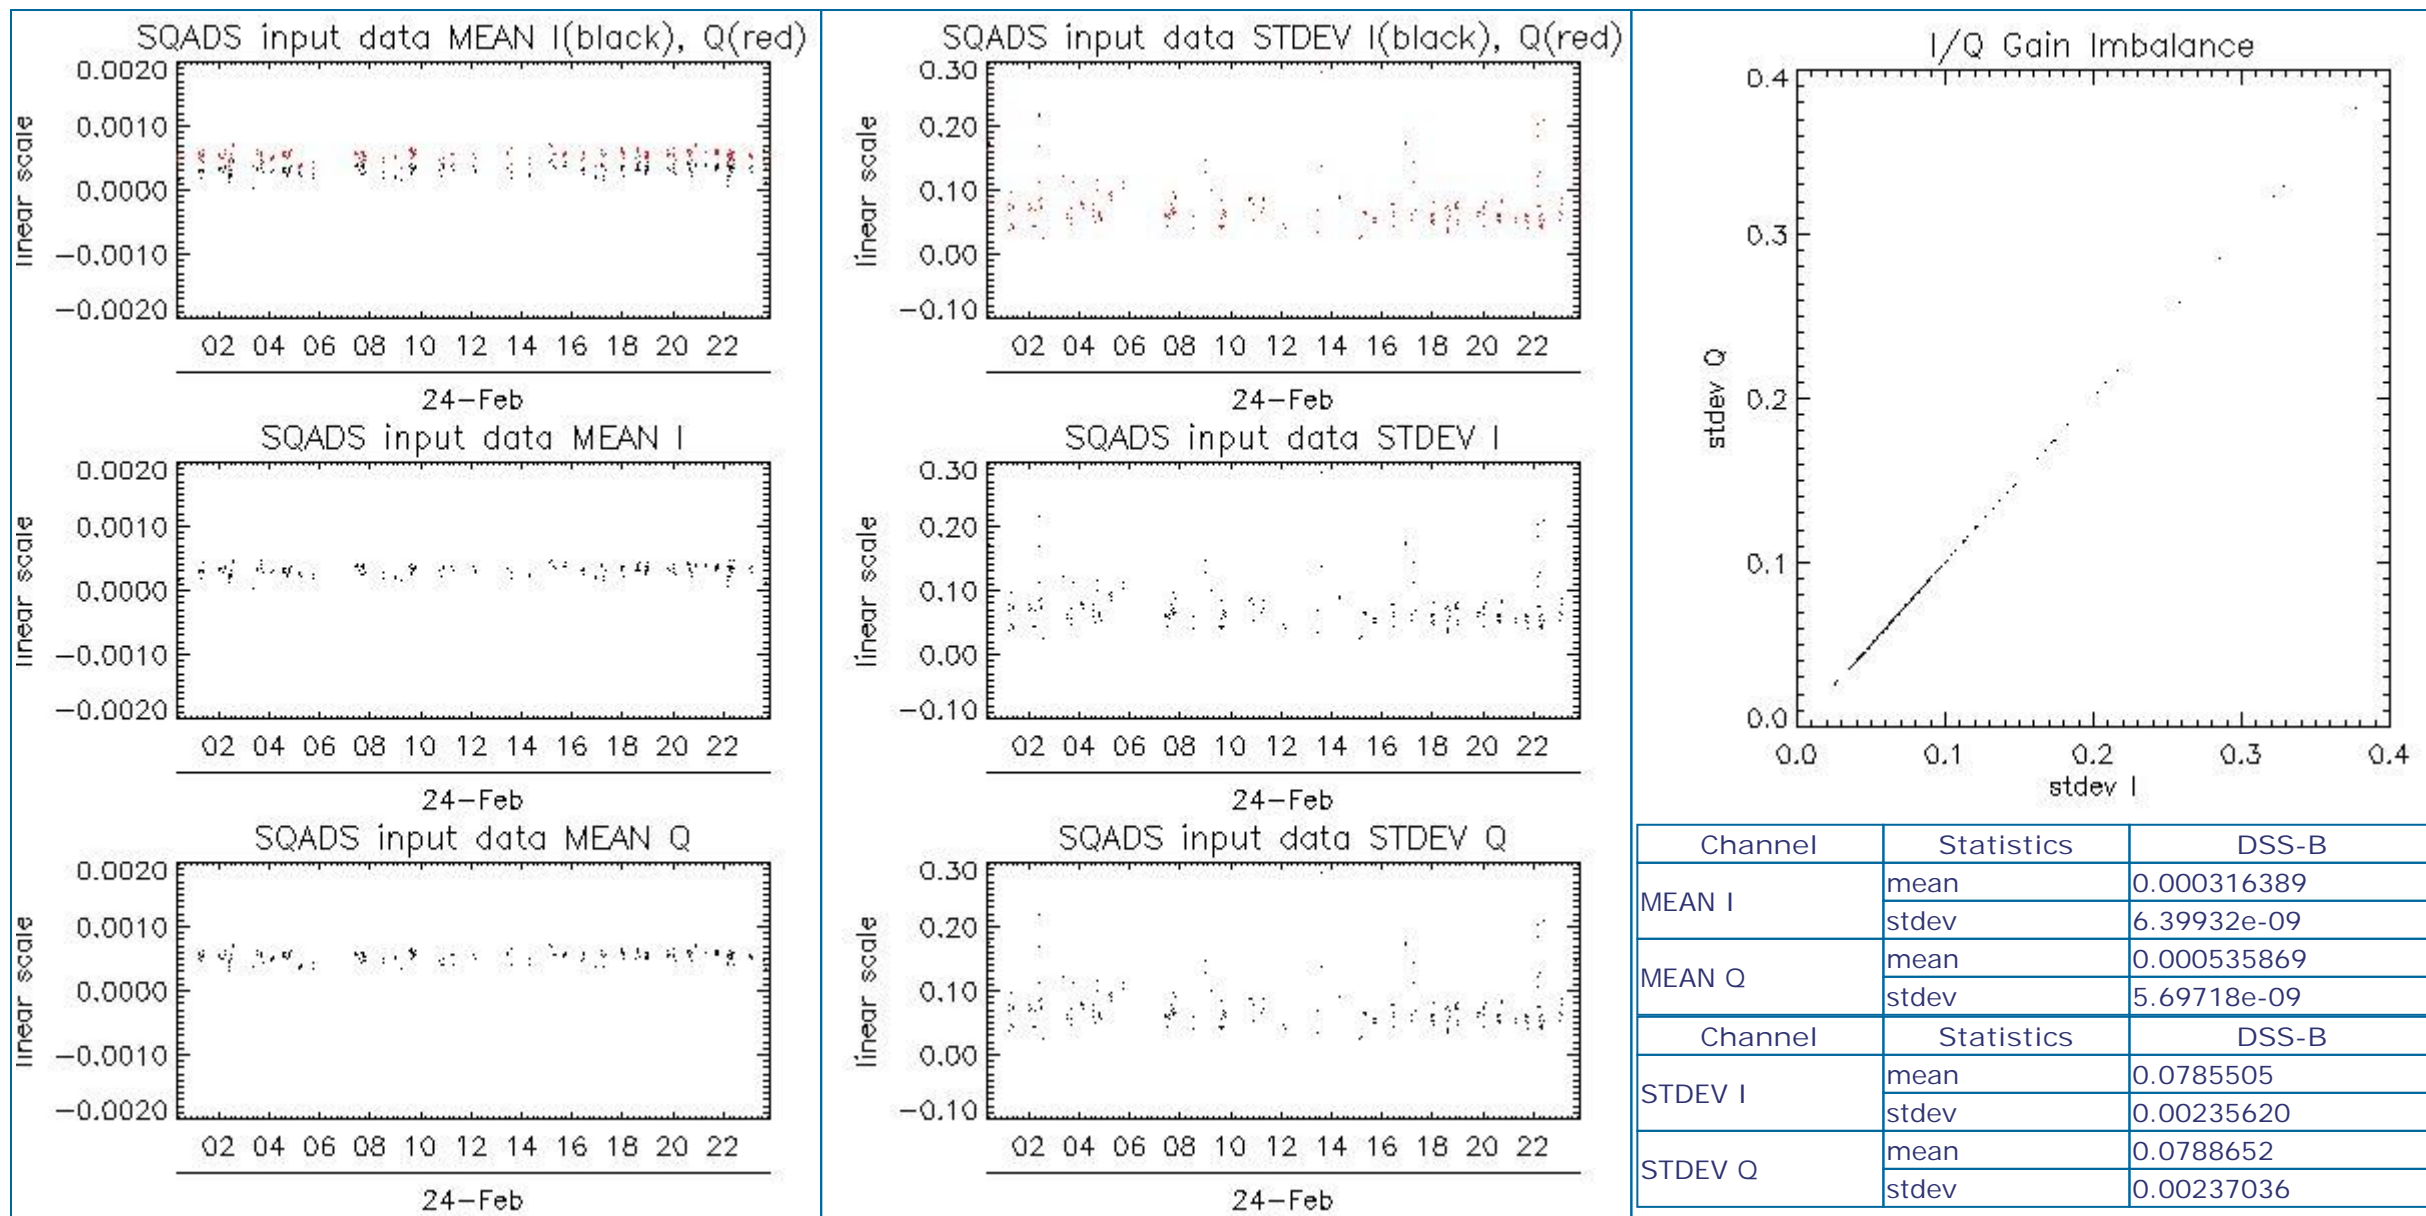 SQADS input data MEAN I(black), Q(red)
linear scale
0.0020
0.0010
0.0000
-0.0010
-0.0020
02 04 06 08 10 12 14 16 18 20 22
24-Feb
SQADS input data MEAN I
linear scale
0.0020
0.0010
0.0000
-0.0010
-0.0020
02 04 06 08 10 12 14 16 18 20 22
24-Feb
SQADS input data MEAN Q
linear scale
0.0020
0.0010
0.0000
-0.0010
-0.0020
02 04 06 08 10 12 14 16 18 20 22
24-Feb
SQADS input data STDEV I(black), Q(red)
linear scale
0.30
0.20
0.10
0.00
-0.10
02 04 06 08 10 12 14 16 18 20 22
24-Feb
SQADS input data STDEV I
linear scale
0.30
0.20
0.10
0.00
-0.10
02 04 06 08 10 12 14 16 18 20 22
24-Feb
SQADS input data STDEV Q
linear scale
0.30
0.20
0.10
0.00
-0.10
02 04 06 08 10 12 14 16 18 20 22
24-Feb
I/Q Gain Imbalance
stdev Q
0.4
0.3
0.2
0.1
0.0
0.0 0.1 0.2 0.3 0.4
stdev I
Channel Statistics DSS-B
MEAN I mean 0.000316389
stdev 6.39932e-09
MEAN Q mean 0.000535869
stdev 5.69718e-09
Channel Statistics DSS-B
STDEV I mean 0.0785505
stdev 0.00235620
STDEV Q mean 0.0788652
stdev 0.00237036